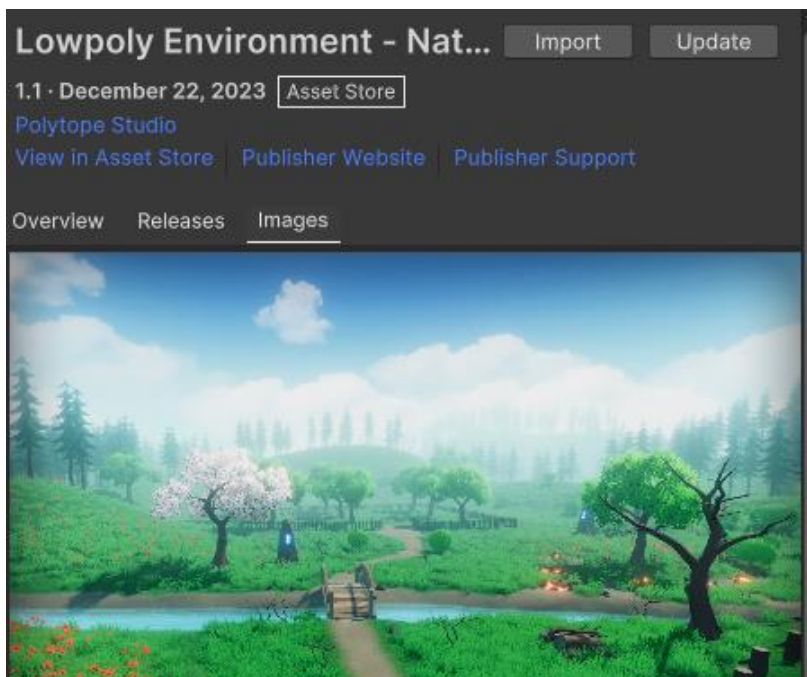 Lowpoly Environment - Nat... Import Update
1.1 · December 22, 2023 Asset Store
Polytope Studio
View in Asset Store Publisher Website Publisher Support
Overview Releases Images